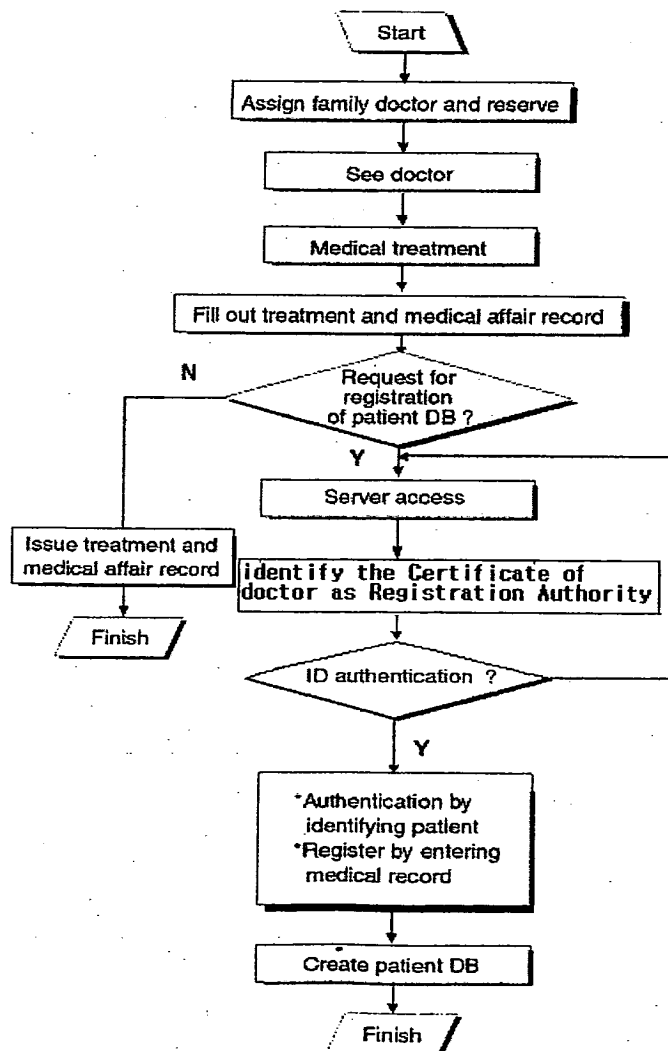 Start
Assign family doctor and reserve
See doctor
Medical treatment
Fill out treatment and medical affair record
N
Request for
registration
of patient DB ?
Y
Server access
Issue treatment and
medical affair record
identify the Certificate of
doctor as Registration Authority
Finish
ID authentication ?
Y
*Authentication by
identifying patient
*Register by entering
medical record
Create patient DB
Finish